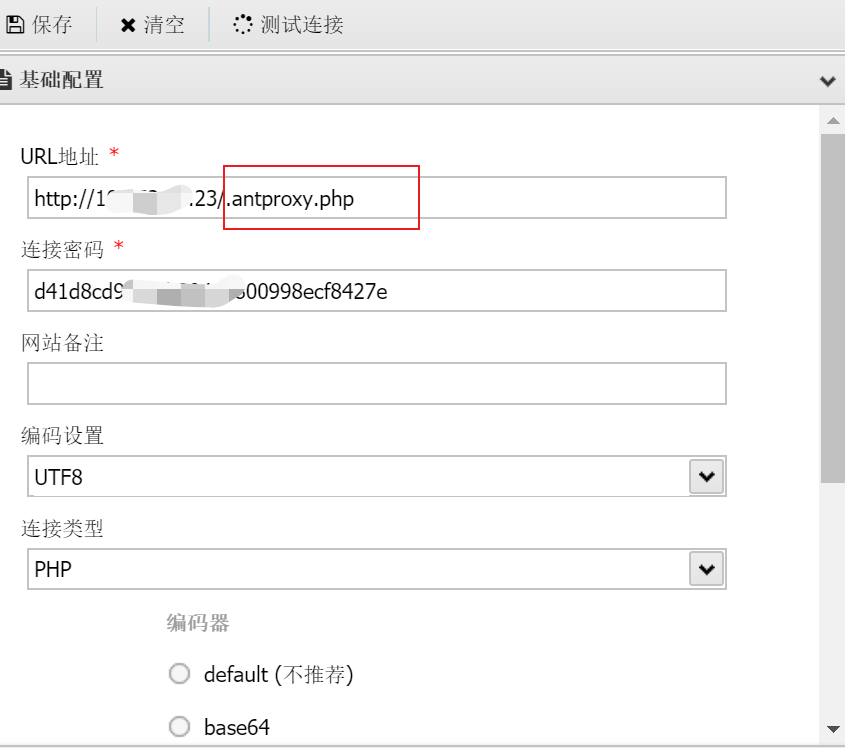 保存 清空 测试连接
基础配置
URL地址 *
http://1 .23/.antproxy.php
连接密码 *
d41d8cd9 00998ecf8427e
网站备注
编码设置
UTF8
连接类型
PHP
编码器
default (不推荐)
base64